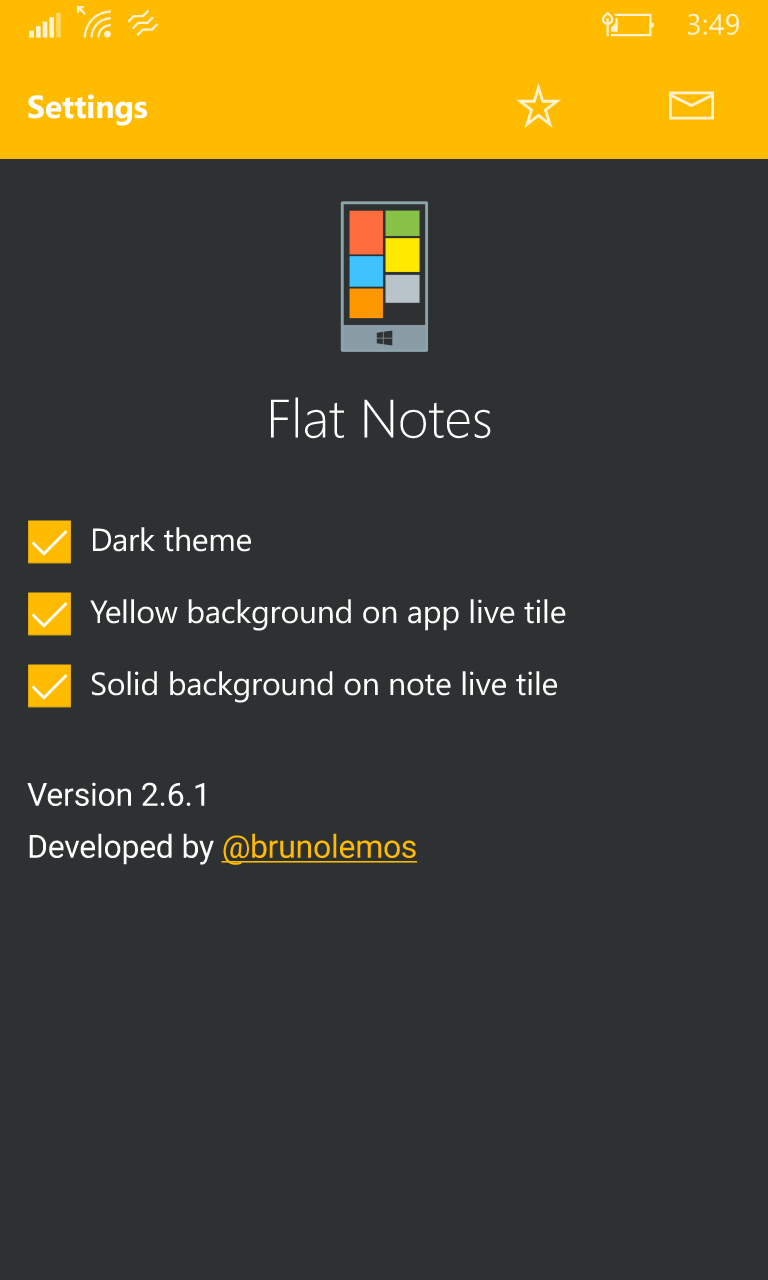 3:49
Settings
Flat Notes
Dark theme
Yellow background on app live tile
Solid background on note live tile
Version 2.6.1
Developed by @brunolemos